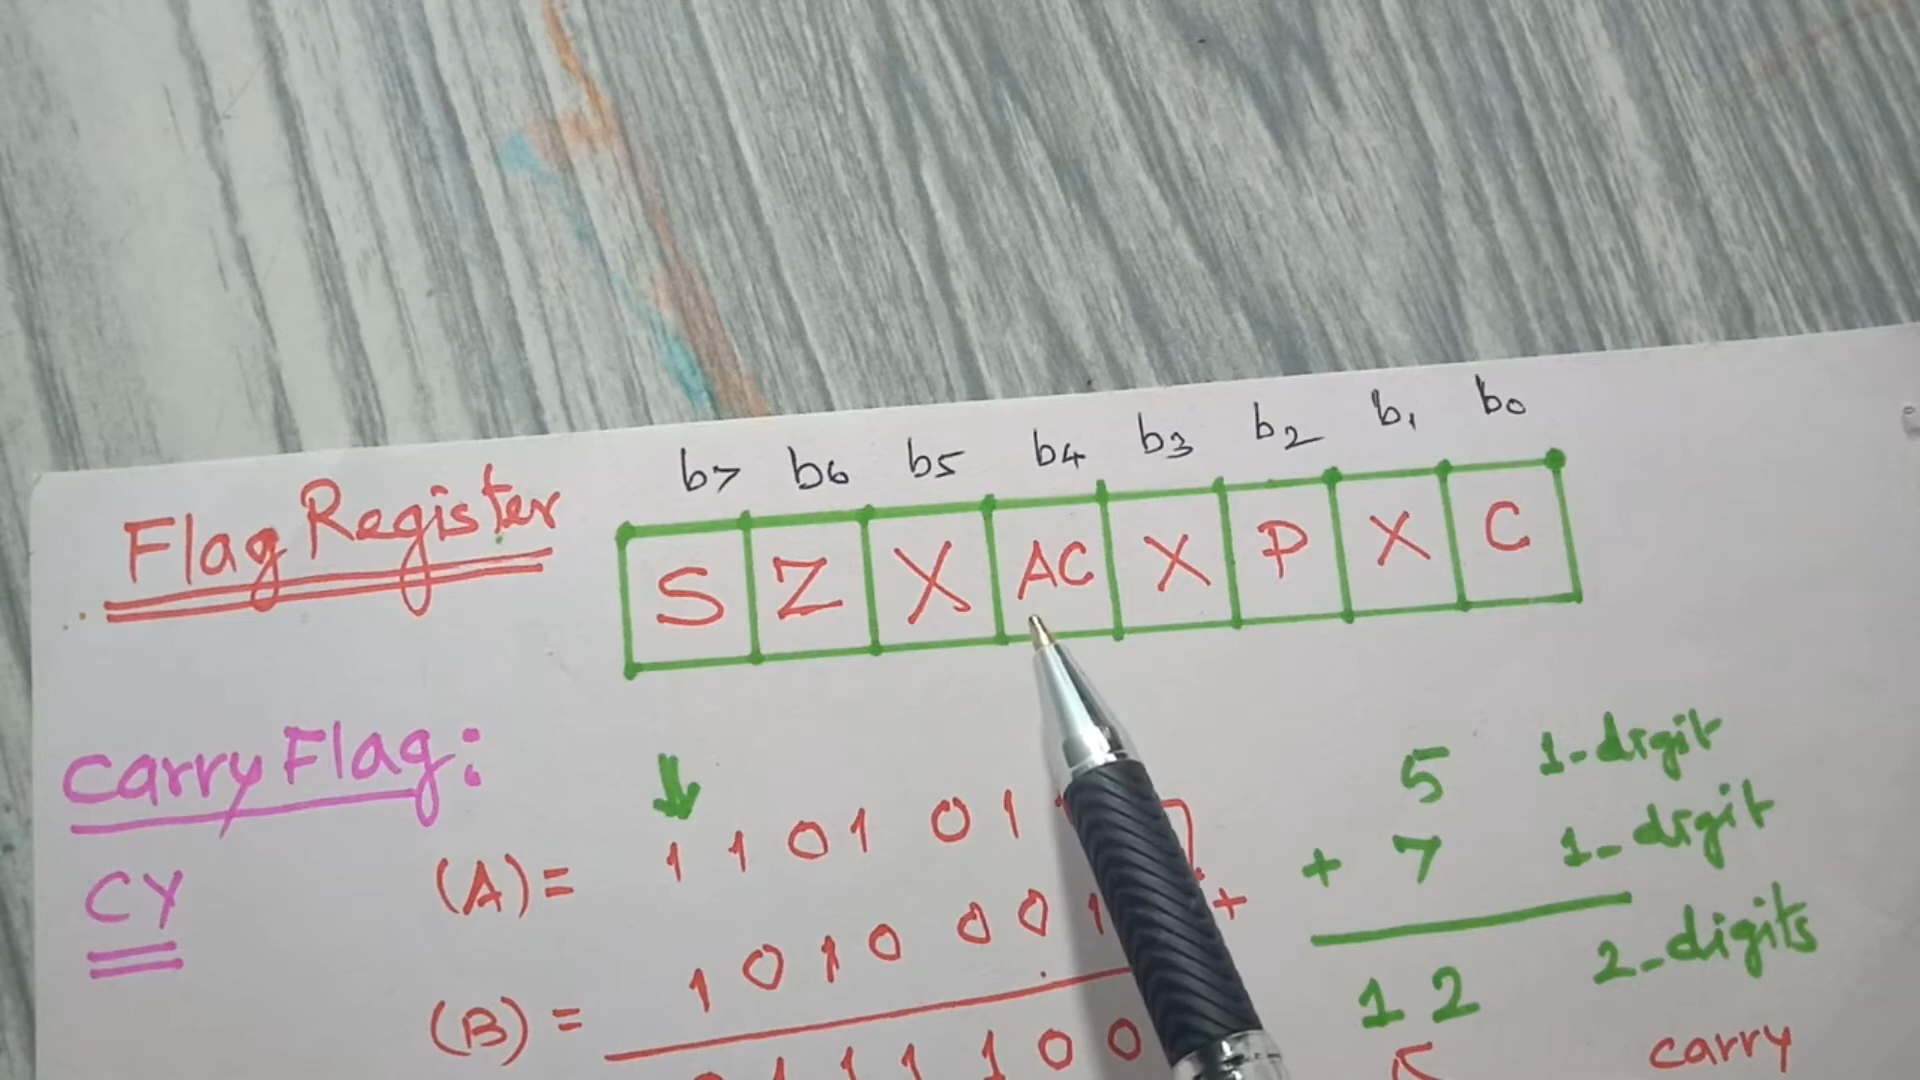 b7 b6 b5 b4 b3 b2 b1 b0
Flag Register S Z X AC X P X C
Carry Flag:
CY
(A) = 1 1 0 1 0 1
(B) = 1 0 1 0 0 0 1 +
1 1 1 0 0
5 1-digit
+ 7 1-digit
1 2 2-digits
carry